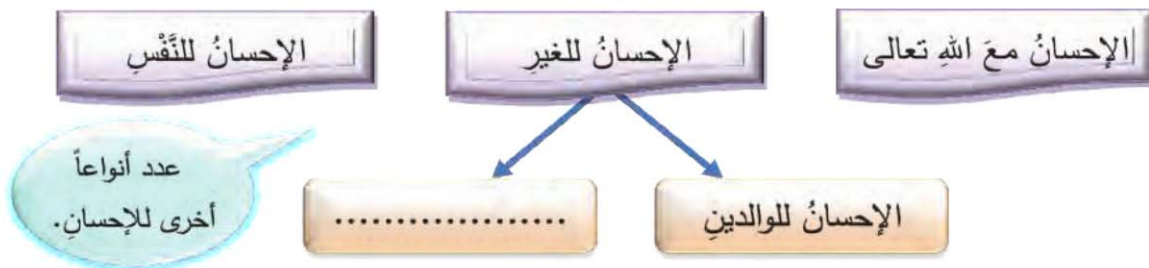 الإحسانُ معَ اللهِ تعالى
الإحسانُ للغيرِ
الإحسانُ للنَّفْسِ
عدد أنواعاً
أخرى للإحسانِ.
الإحسانُ للوالدينِ
...................